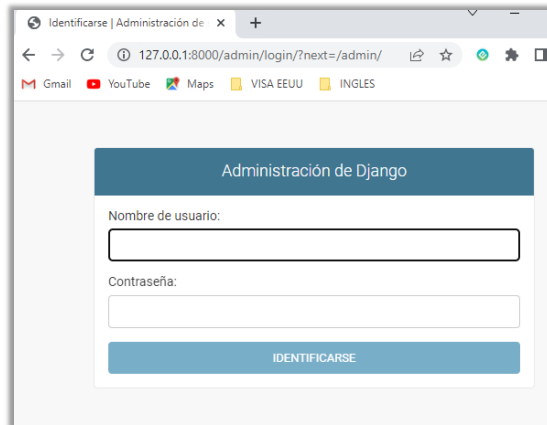 Identificarse | Administración de
127.0.0.1:8000/admin/login/?next=/admin/
Gmail YouTube Maps VISA EEUU INGLES
Administración de Django
Nombre de usuario:
Contraseña:
IDENTIFICARSE